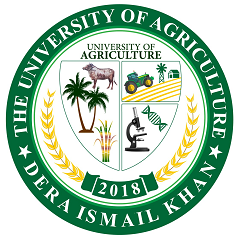 THE UNIVERSITY OF AGRICULTURE
UNIVERSITY OF
AGRICULTURE
2018
★ DERA ISMAIL KHAN ★